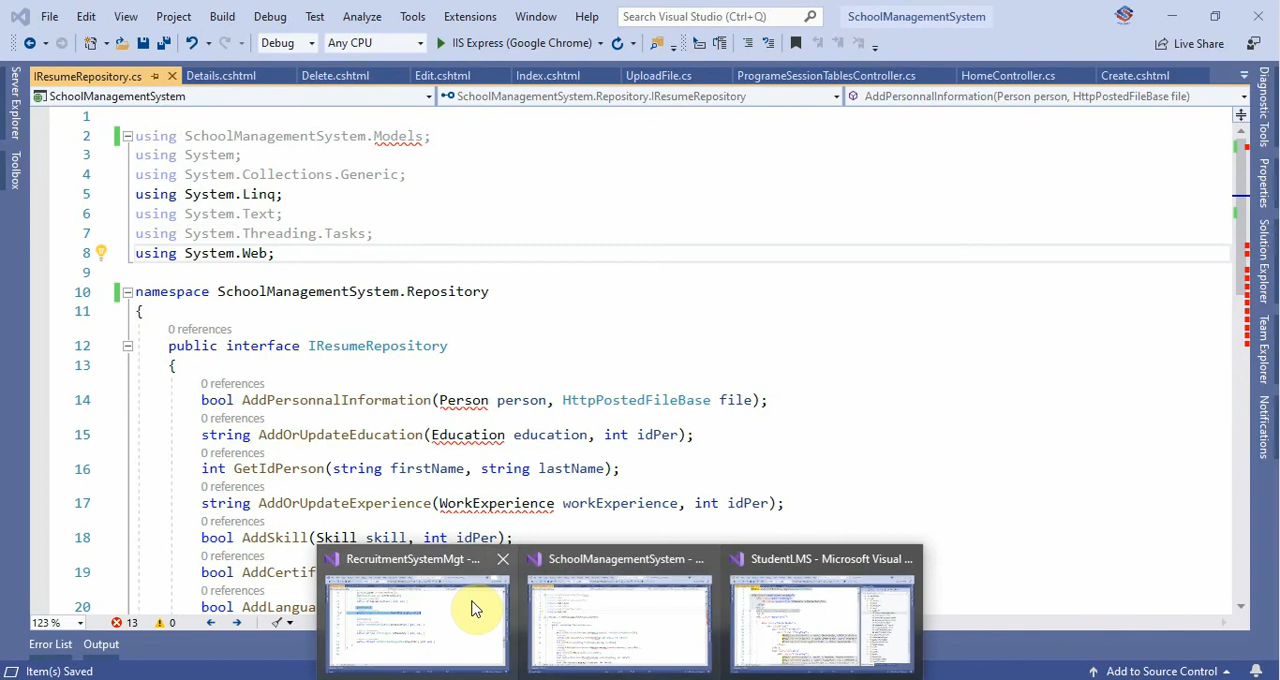 File Edit View Project Build Debug Test Analyze Tools Extensions Window Help Search Visual Studio (Ctrl+Q) SchoolManagementSystem
Debug Any CPU IIS Express (Google Chrome) Live Share
IResumeRepository.cs Details.cshtml Delete.cshtml Edit.cshtml Index.cshtml UploadFile.cs ProgrameSessionTablesController.cs HomeController.cs Create.cshtml
SchoolManagementSystem SchoolManagementSystem.Repository.IResumeRepository AddPersonnalInformation(Person person, HttpPostedFileBase file)
Server Explorer
Toolbox
1
2 using SchoolManagementSystem.Models;
3 using System;
4 using System.Collections.Generic;
5 using System.Linq;
6 using System.Text;
7 using System.Threading.Tasks;
8 using System.Web;
9
10 namespace SchoolManagementSystem.Repository
11 {
0 references
12 public interface IResumeRepository
13 {
0 references
14 bool AddPersonnalInformation(Person person, HttpPostedFileBase file);
0 references
15 string AddOrUpdateEducation(Education education, int idPer);
0 references
16 int GetIdPerson(string firstName, string lastName);
0 references
17 string AddOrUpdateExperience(WorkExperience workExperience, int idPer);
0 references
18 bool AddSkill(Skill skill, int idPer);
0 references
19 bool AddCertif
0 references
20 bool AddLangua
RecruitmentSystemMgt -... SchoolManagementSystem - ... StudentLMS - Microsoft Visual ...
Diagnostic Tools
Properties
Solution Explorer
Team Explorer
Notifications
123 % 13 0
Error List Output
Item(s) Saved Add to Source Control